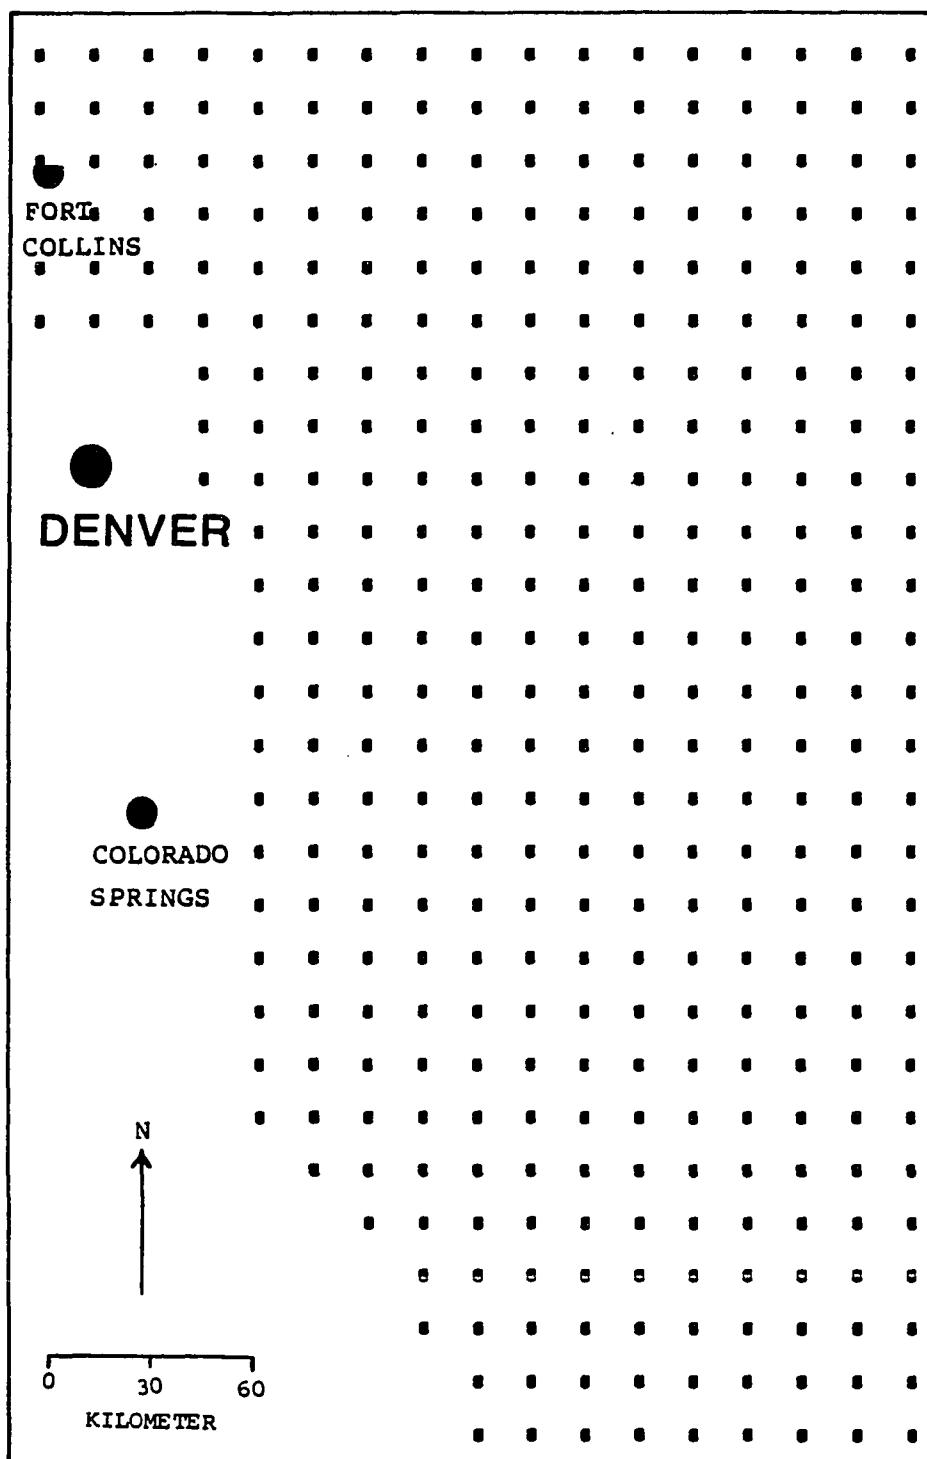 FORT
COLLINS
DENVER
COLORADO
SPRINGS
N
0 30 60
KILOMETER